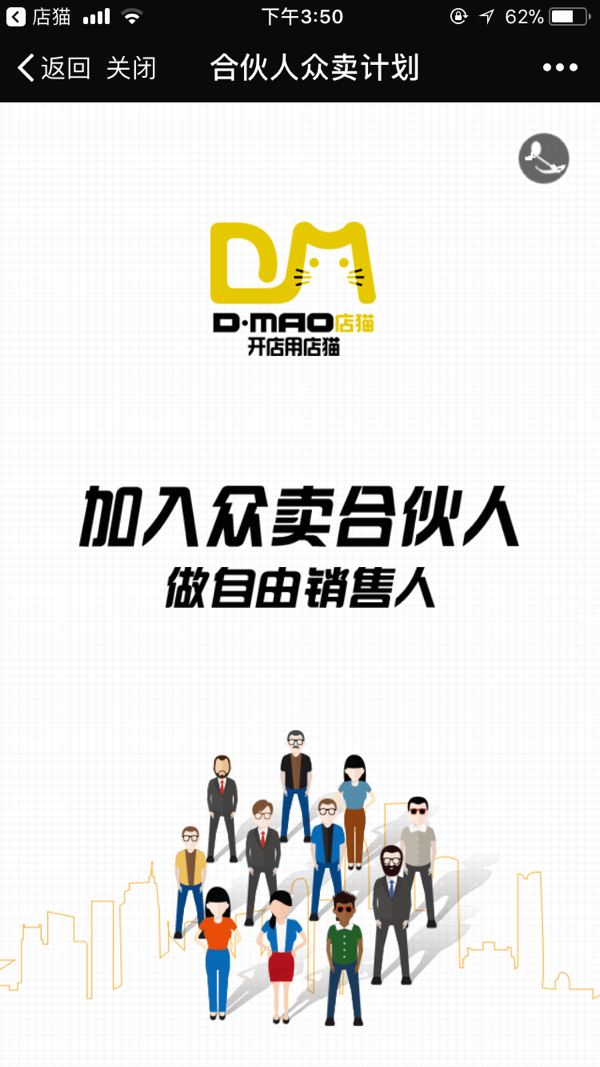 店猫 下午3:50 62%
返回 关闭 合伙人众卖计划
DM
D·MAO店猫
开店用店猫
加入众卖合伙人
做自由销售人